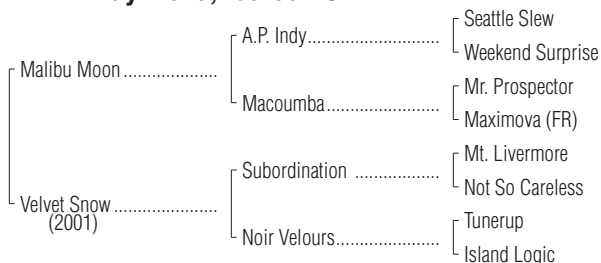 Seattle Slew
A.P. Indy
Weekend Surprise
Malibu Moon
Mr. Prospector
Macoumba
Maximova (FR)
Mt. Livermore
Subordination
Not So Careless
Velvet Snow
(2001)
Tunerup
Noir Velours
Island Logic